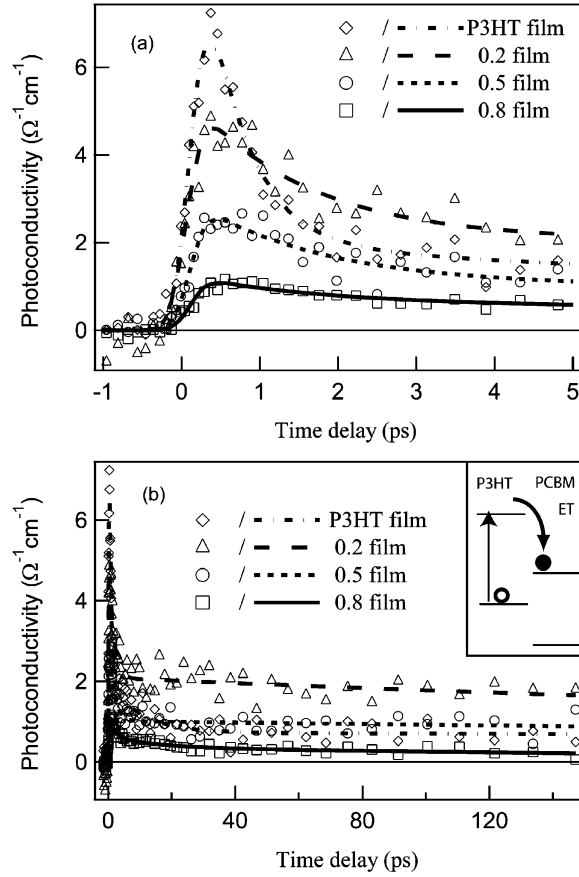 (a)
◇ / P3HT film
△ / 0.2 film
○ / 0.5 film
□ / 0.8 film
Photoconductivity (Ω⁻¹cm⁻¹)
6
4
2
0
-1 0 1 2 3 4 5
Time delay (ps)
(b)
◇ / P3HT film
△ / 0.2 film
○ / 0.5 film
□ / 0.8 film
P3HT PCBM
ET
Photoconductivity (Ω⁻¹cm⁻¹)
6
4
2
0
0 40 80 120
Time delay (ps)